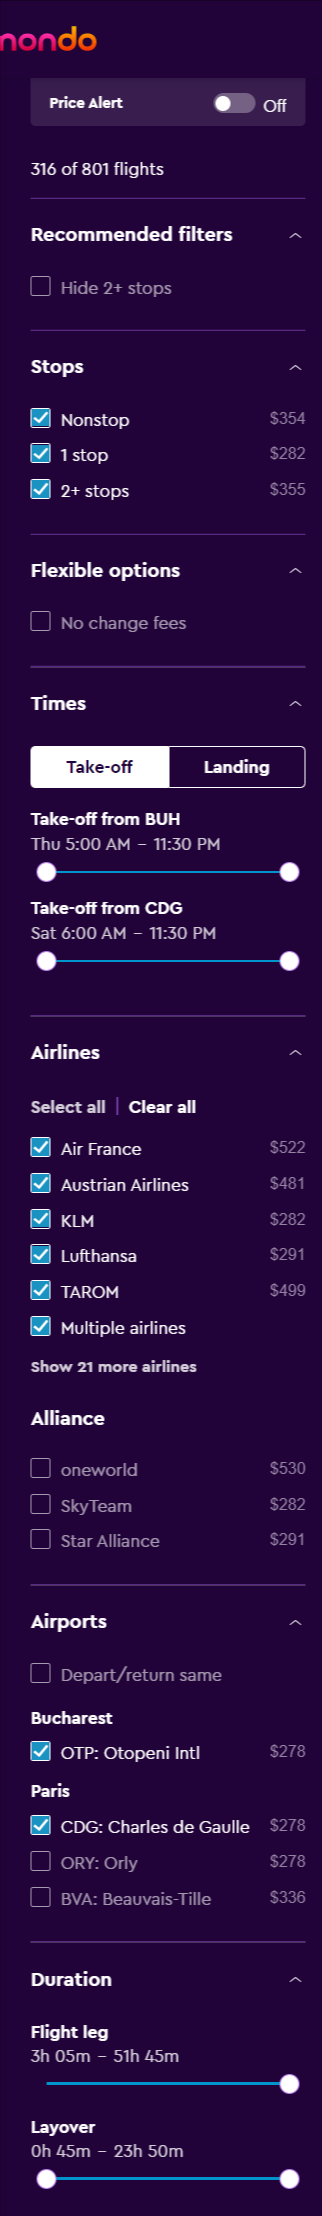 mondo
Price Alert Off
316 of 801 flights
Recommended filters
Hide 2+ stops
Stops
Nonstop $354
1 stop $282
2+ stops $355
Flexible options
No change fees
Times
Take-off Landing
Take-off from BUH
Thu 5:00 AM – 11:30 PM
Take-off from CDG
Sat 6:00 AM – 11:30 PM
Airlines
Select all | Clear all
Air France $522
Austrian Airlines $481
KLM $282
Lufthansa $291
TAROM $499
Multiple airlines
Show 21 more airlines
Alliance
oneworld $530
SkyTeam $282
Star Alliance $291
Airports
Depart/return same
Bucharest
OTP: Otopeni Intl $278
Paris
CDG: Charles de Gaulle $278
ORY: Orly $278
BVA: Beauvais-Tille $336
Duration
Flight leg
3h 05m – 51h 45m
Layover
0h 45m – 23h 50m